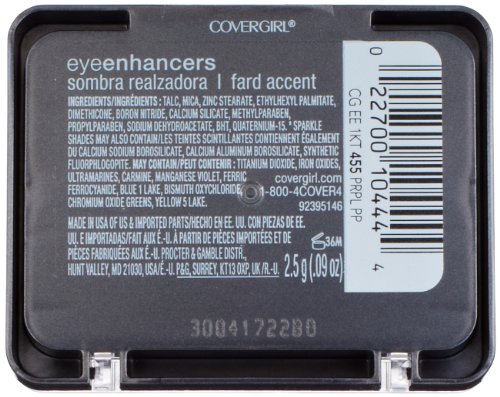 COVERGIRL®
eyeenhancers
sombra realzadora | fard accent
INGREDIENTS/INGRÉDIENTS: TALC, MICA, ZINC STEARATE, ETHYLHEXYL PALMITATE,
DIMETHICONE, BORON NITRIDE, CALCIUM SILICATE, METHYLPARABEN,
PROPYLPARABEN, SODIUM DEHYDROACETATE, BHT, QUATERNIUM-15. * SPARKLE
SHADES MAY ALSO CONTAIN/LES TEINTES SCINTILLANTES CONTIENNENT ÉGALEMENT
DU CALCIUM SODIUM BOROSILICATE, CALCIUM ALUMINUM BOROSILICATE, SYNTHETIC
FLUORPHLOGOPITE. MAY CONTAIN/PEUT CONTENIR : TITANIUM DIOXIDE, IRON OXIDES,
ULTRAMARINES, CARMINE, MANGANESE VIOLET, FERRIC
FERROCYANIDE, BLUE 1 LAKE, BISMUTH OXYCHLORIDE,
CHROMIUM OXIDE GREENS, YELLOW 5 LAKE.
covergirl.com
1-800-4COVER4
92395146
MADE IN USA OF US & IMPORTED PARTS/HECHO EN EE. UU. CON PIEZAS DE EE.
UU. E IMPORTADAS/FAIT AUX É.-U. À PARTIR DE PIÈCES IMPORTÉES ET DE
PIÈCES FABRIQUÉES AUX É.-U. PROCTER & GAMBLE DISTR.,
HUNT VALLEY, MD 21030, USA/É.-U. P&G, SURREY, KT13 0XP, UK/R.-U.
36M
2.5 g (.09 oz)
CG EE 1KT 455 PRPL PP
0 22700 10444 4
30041722B0